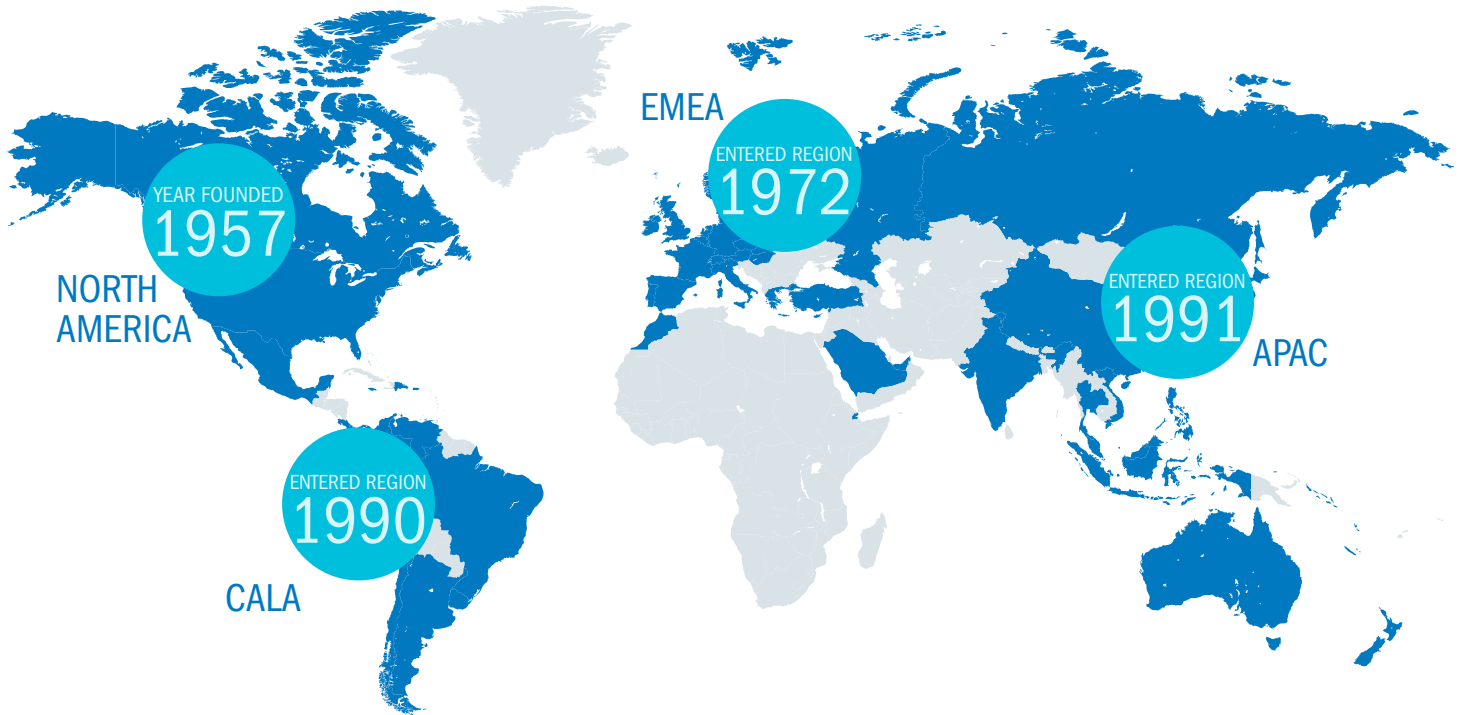 EMEA
ENTERED REGION
1972
YEAR FOUNDED
1957
NORTH
AMERICA
ENTERED REGION
1991
APAC
ENTERED REGION
1990
CALA